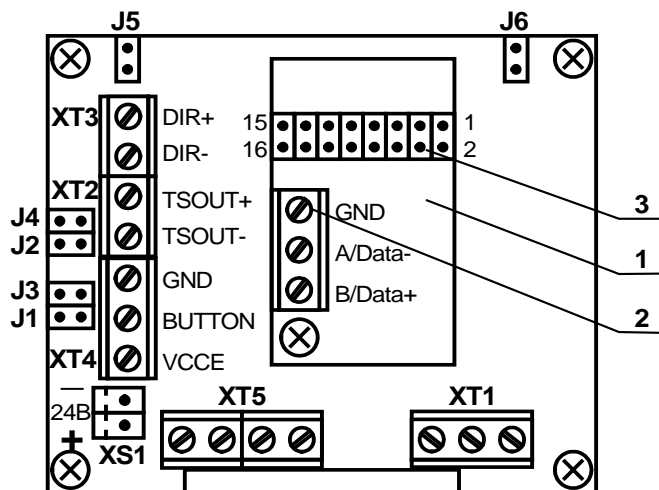 J5
J6
XT3
DIR+
DIR-
15
1
16
2
XT2
TSOUT+
TSOUT-
J4
J2
GND
A/Data-
B/Data+
3
1
2
J3
J1
GND
BUTTON
VCCE
XT4
—
24В
+
XS1
XT5
XT1